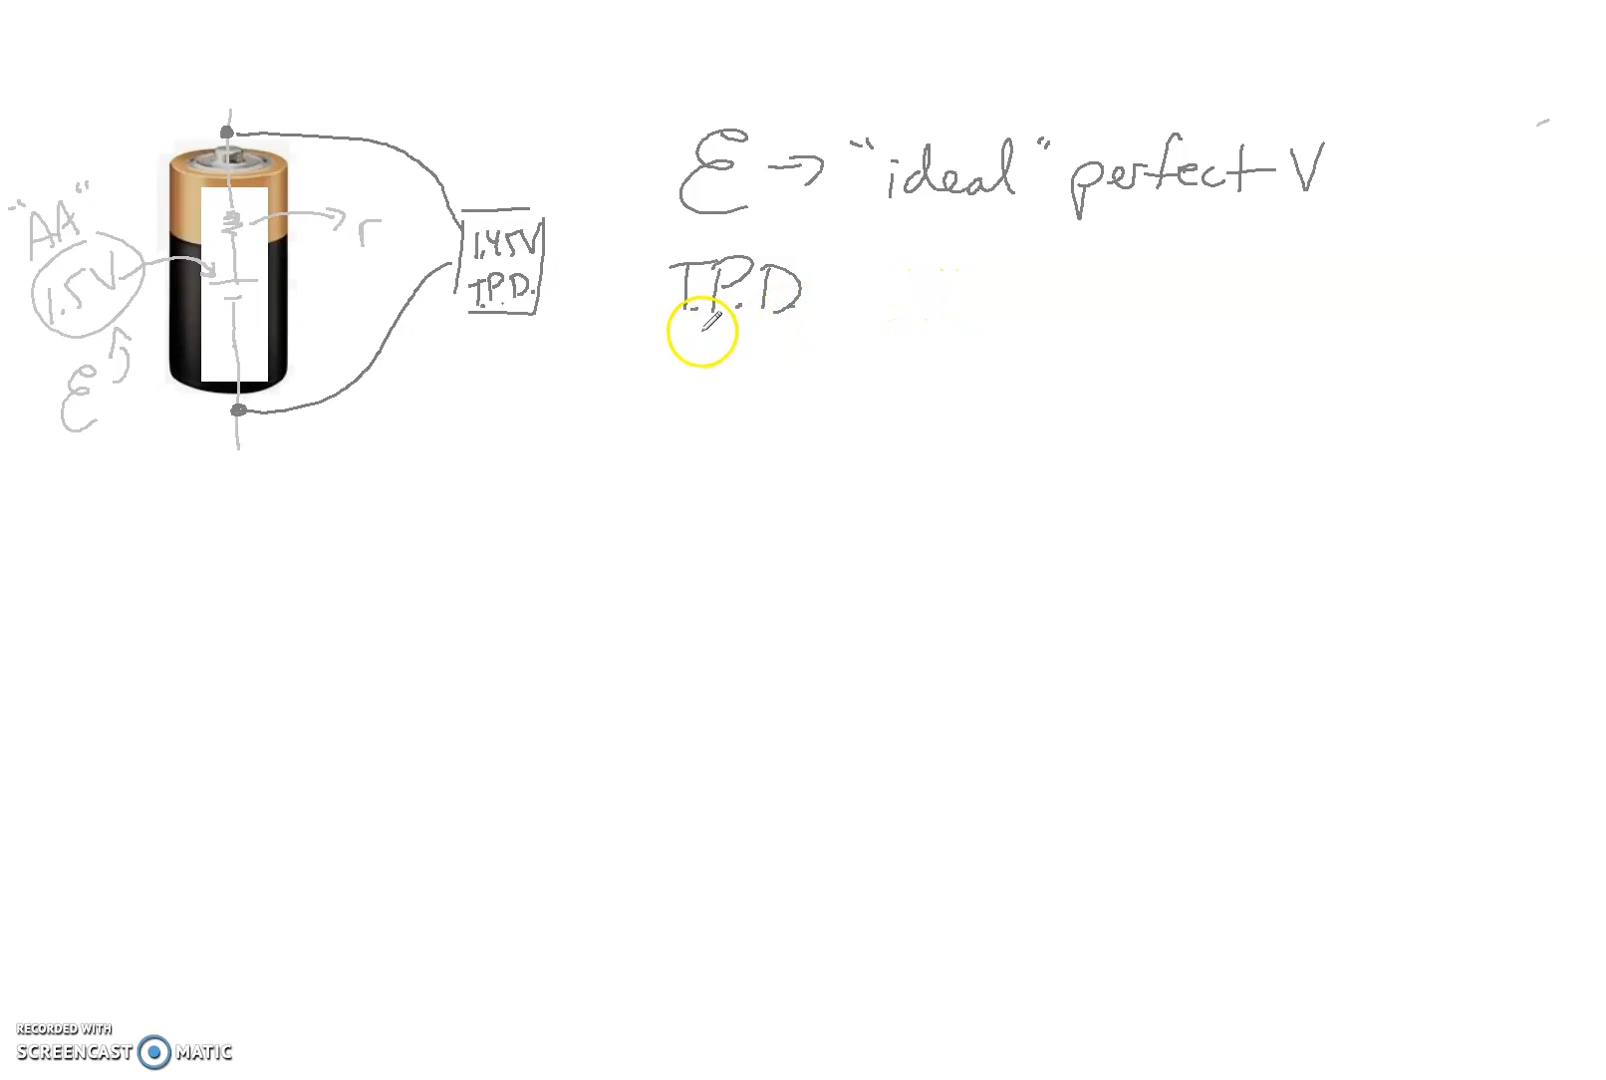 "AA"
1.5V
ℰ
r
1.45V
T.P.D.
ℰ → "ideal" perfect V
T.P.D
RECORDED WITH
SCREENCAST MATIC